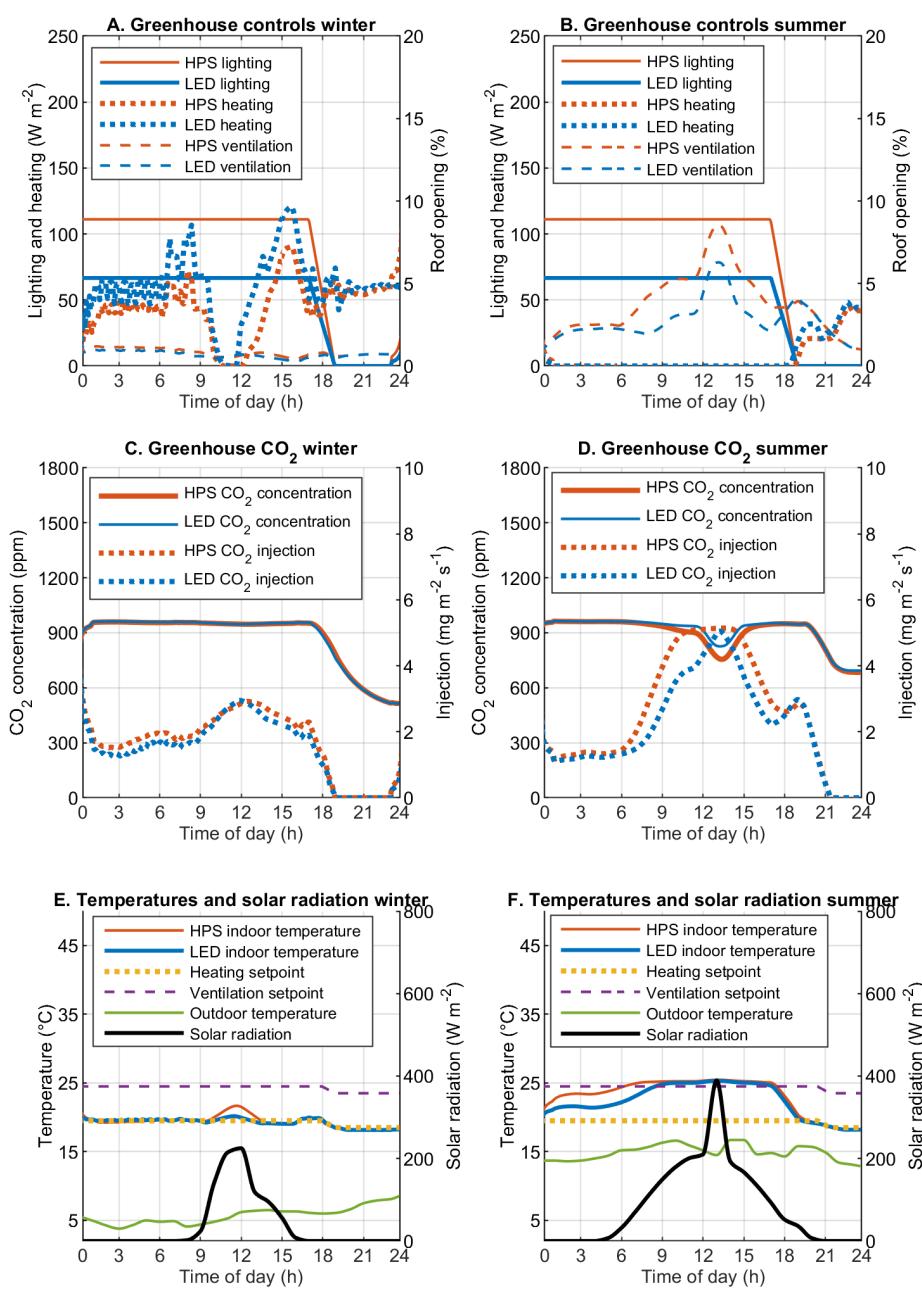 A. Greenhouse controls winter
250
200
150
100
50
0
20
15
10
5
0
HPS lighting
LED lighting
HPS heating
LED heating
HPS ventilation
LED ventilation
Lighting and heating (W m-2)
Roof opening (%)
0 3 6 9 12 15 18 21 24
Time of day (h)
B. Greenhouse controls summer
250
200
150
100
50
0
20
15
10
5
0
HPS lighting
LED lighting
HPS heating
LED heating
HPS ventilation
LED ventilation
Lighting and heating (W m-2)
Roof opening (%)
0 3 6 9 12 15 18 21 24
Time of day (h)
C. Greenhouse CO2 winter
1800
1500
1200
900
600
300
0
10
8
6
4
2
0
HPS CO2 concentration
LED CO2 concentration
HPS CO2 injection
LED CO2 injection
CO2 concentration (ppm)
Injection (mg m-2 s-1)
0 3 6 9 12 15 18 21 24
Time of day (h)
D. Greenhouse CO2 summer
1800
1500
1200
900
600
300
0
10
8
6
4
2
0
HPS CO2 concentration
LED CO2 concentration
HPS CO2 injection
LED CO2 injection
CO2 concentration (ppm)
Injection (mg m-2 s-1)
0 3 6 9 12 15 18 21 24
Time of day (h)
E. Temperatures and solar radiation winter
45
35
25
15
5
800
600
400
200
0
HPS indoor temperature
LED indoor temperature
Heating setpoint
Ventilation setpoint
Outdoor temperature
Solar radiation
Temperature (°C)
Solar radiation (W m-2)
0 3 6 9 12 15 18 21 24
Time of day (h)
F. Temperatures and solar radiation summer
45
35
25
15
5
800
600
400
200
0
HPS indoor temperature
LED indoor temperature
Heating setpoint
Ventilation setpoint
Outdoor temperature
Solar radiation
Temperature (°C)
Solar radiation (W m-2)
0 3 6 9 12 15 18 21 24
Time of day (h)